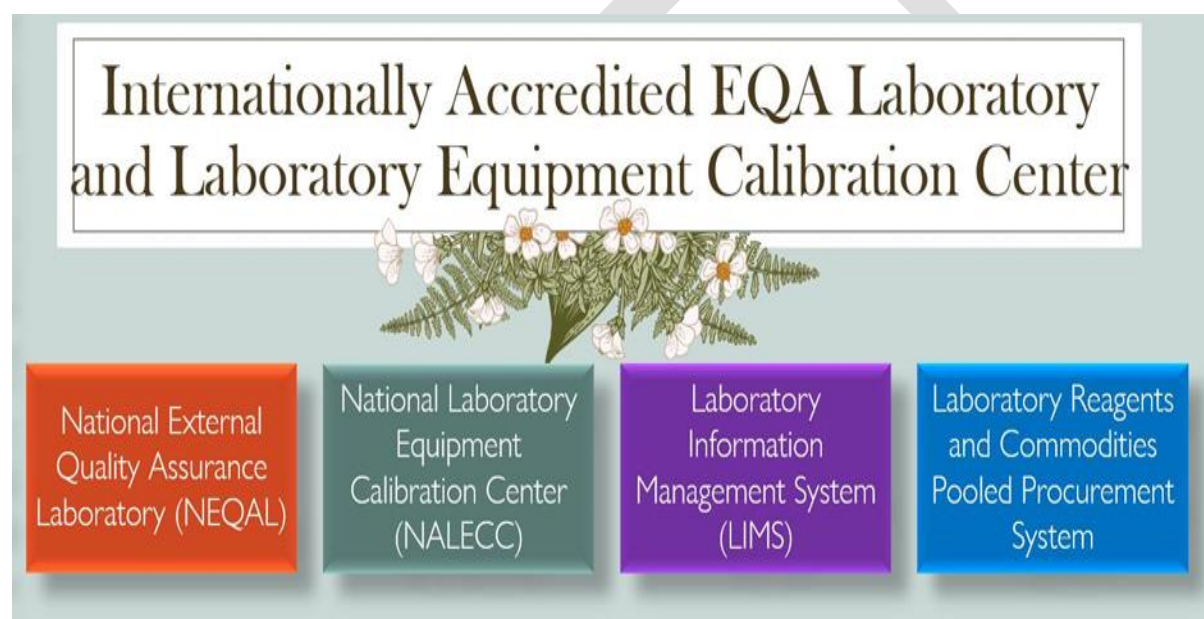 Internationally Accredited EQA Laboratory
and Laboratory Equipment Calibration Center
National External
Quality Assurance
Laboratory (NEQAL)
National Laboratory
Equipment
Calibration Center
(NALECC)
Laboratory
Information
Management System
(LIMS)
Laboratory Reagents
and Commodities
Pooled Procurement
System